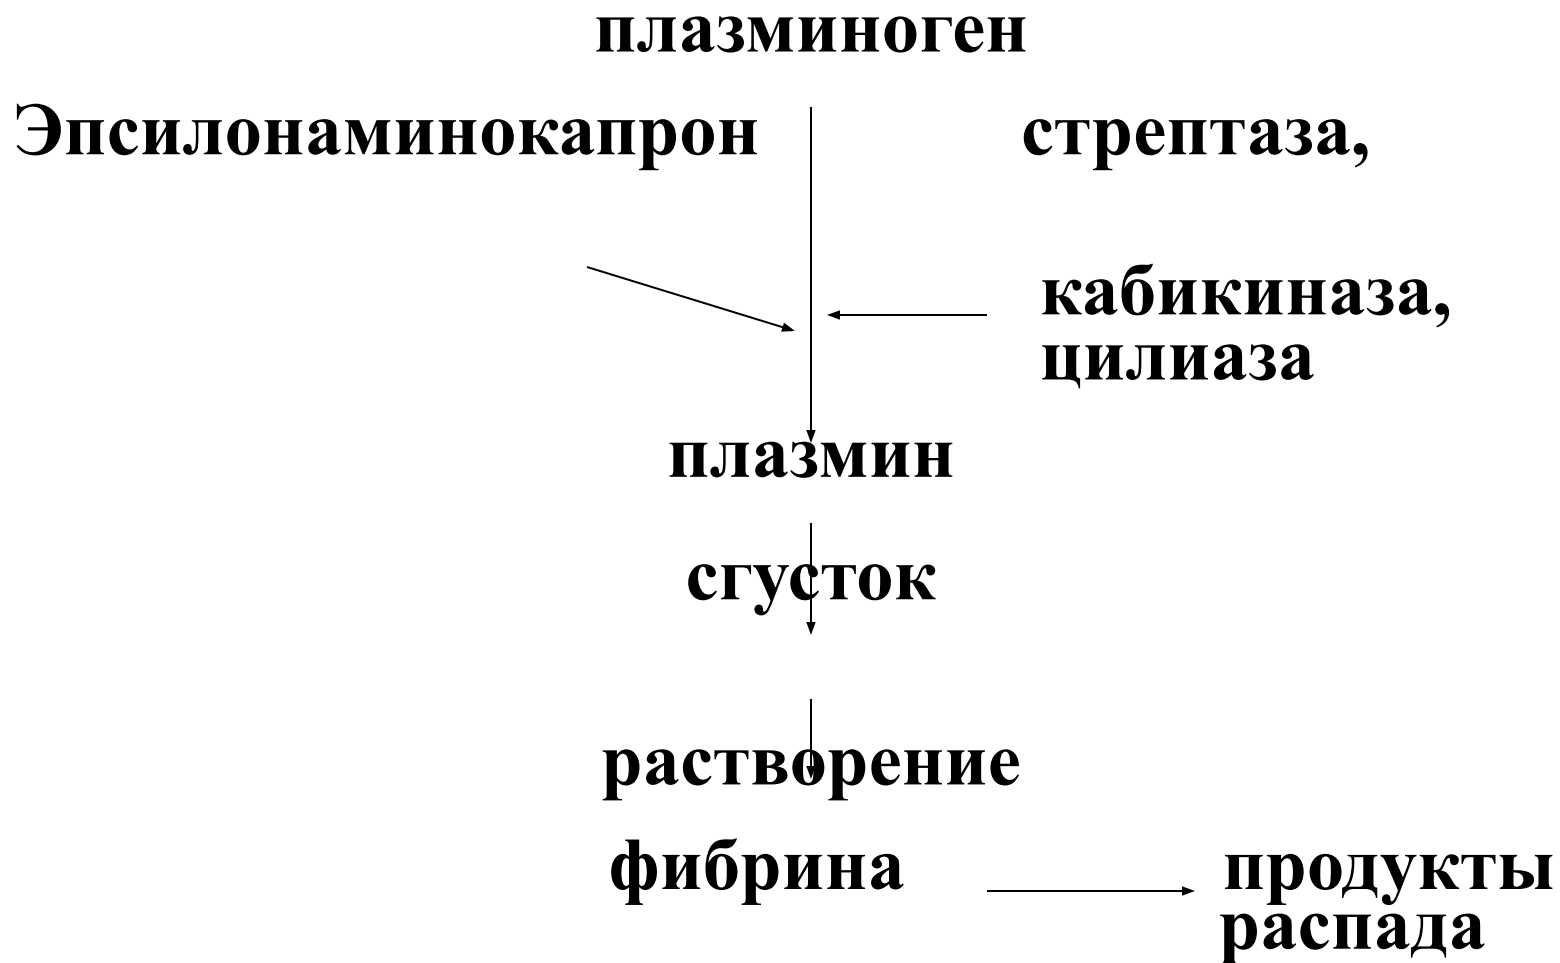 плазминоген
Эпсилонаминокапрон
стрептаза,
кабикиназа,
цилиаза
плазмин
сгусток
растворение
фибрина
продукты
распада